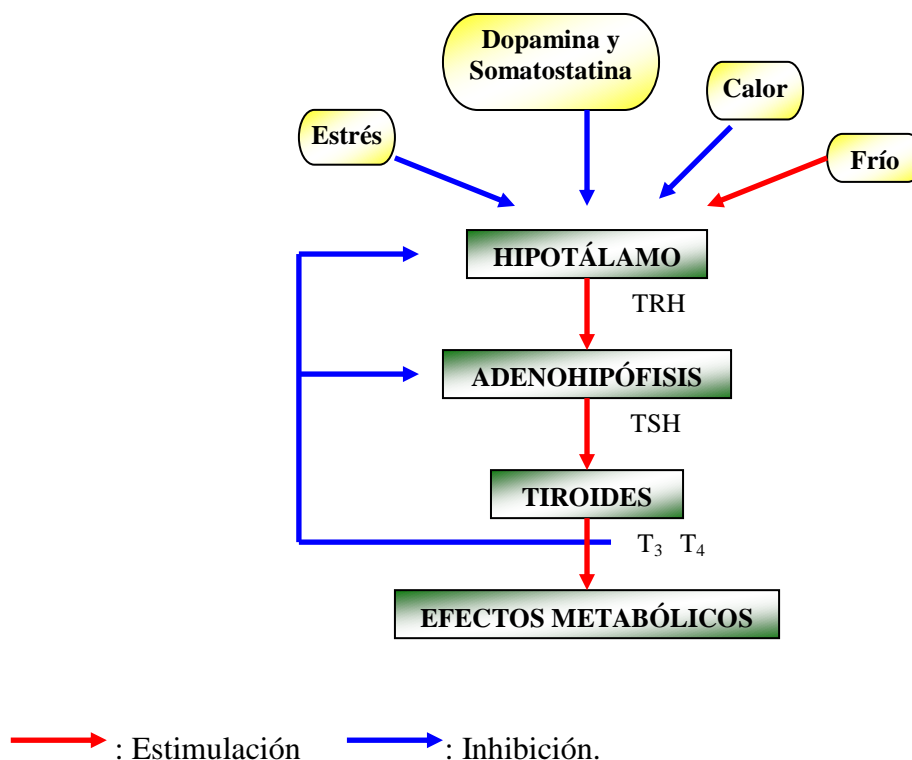 Dopamina y
Somatostatina
Calor
Estrés
Frío
HIPOTÁLAMO
TRH
ADENOHIPÓFISIS
TSH
TIROIDES
T₃ T₄
EFECTOS METABÓLICOS
: Estimulación : Inhibición.